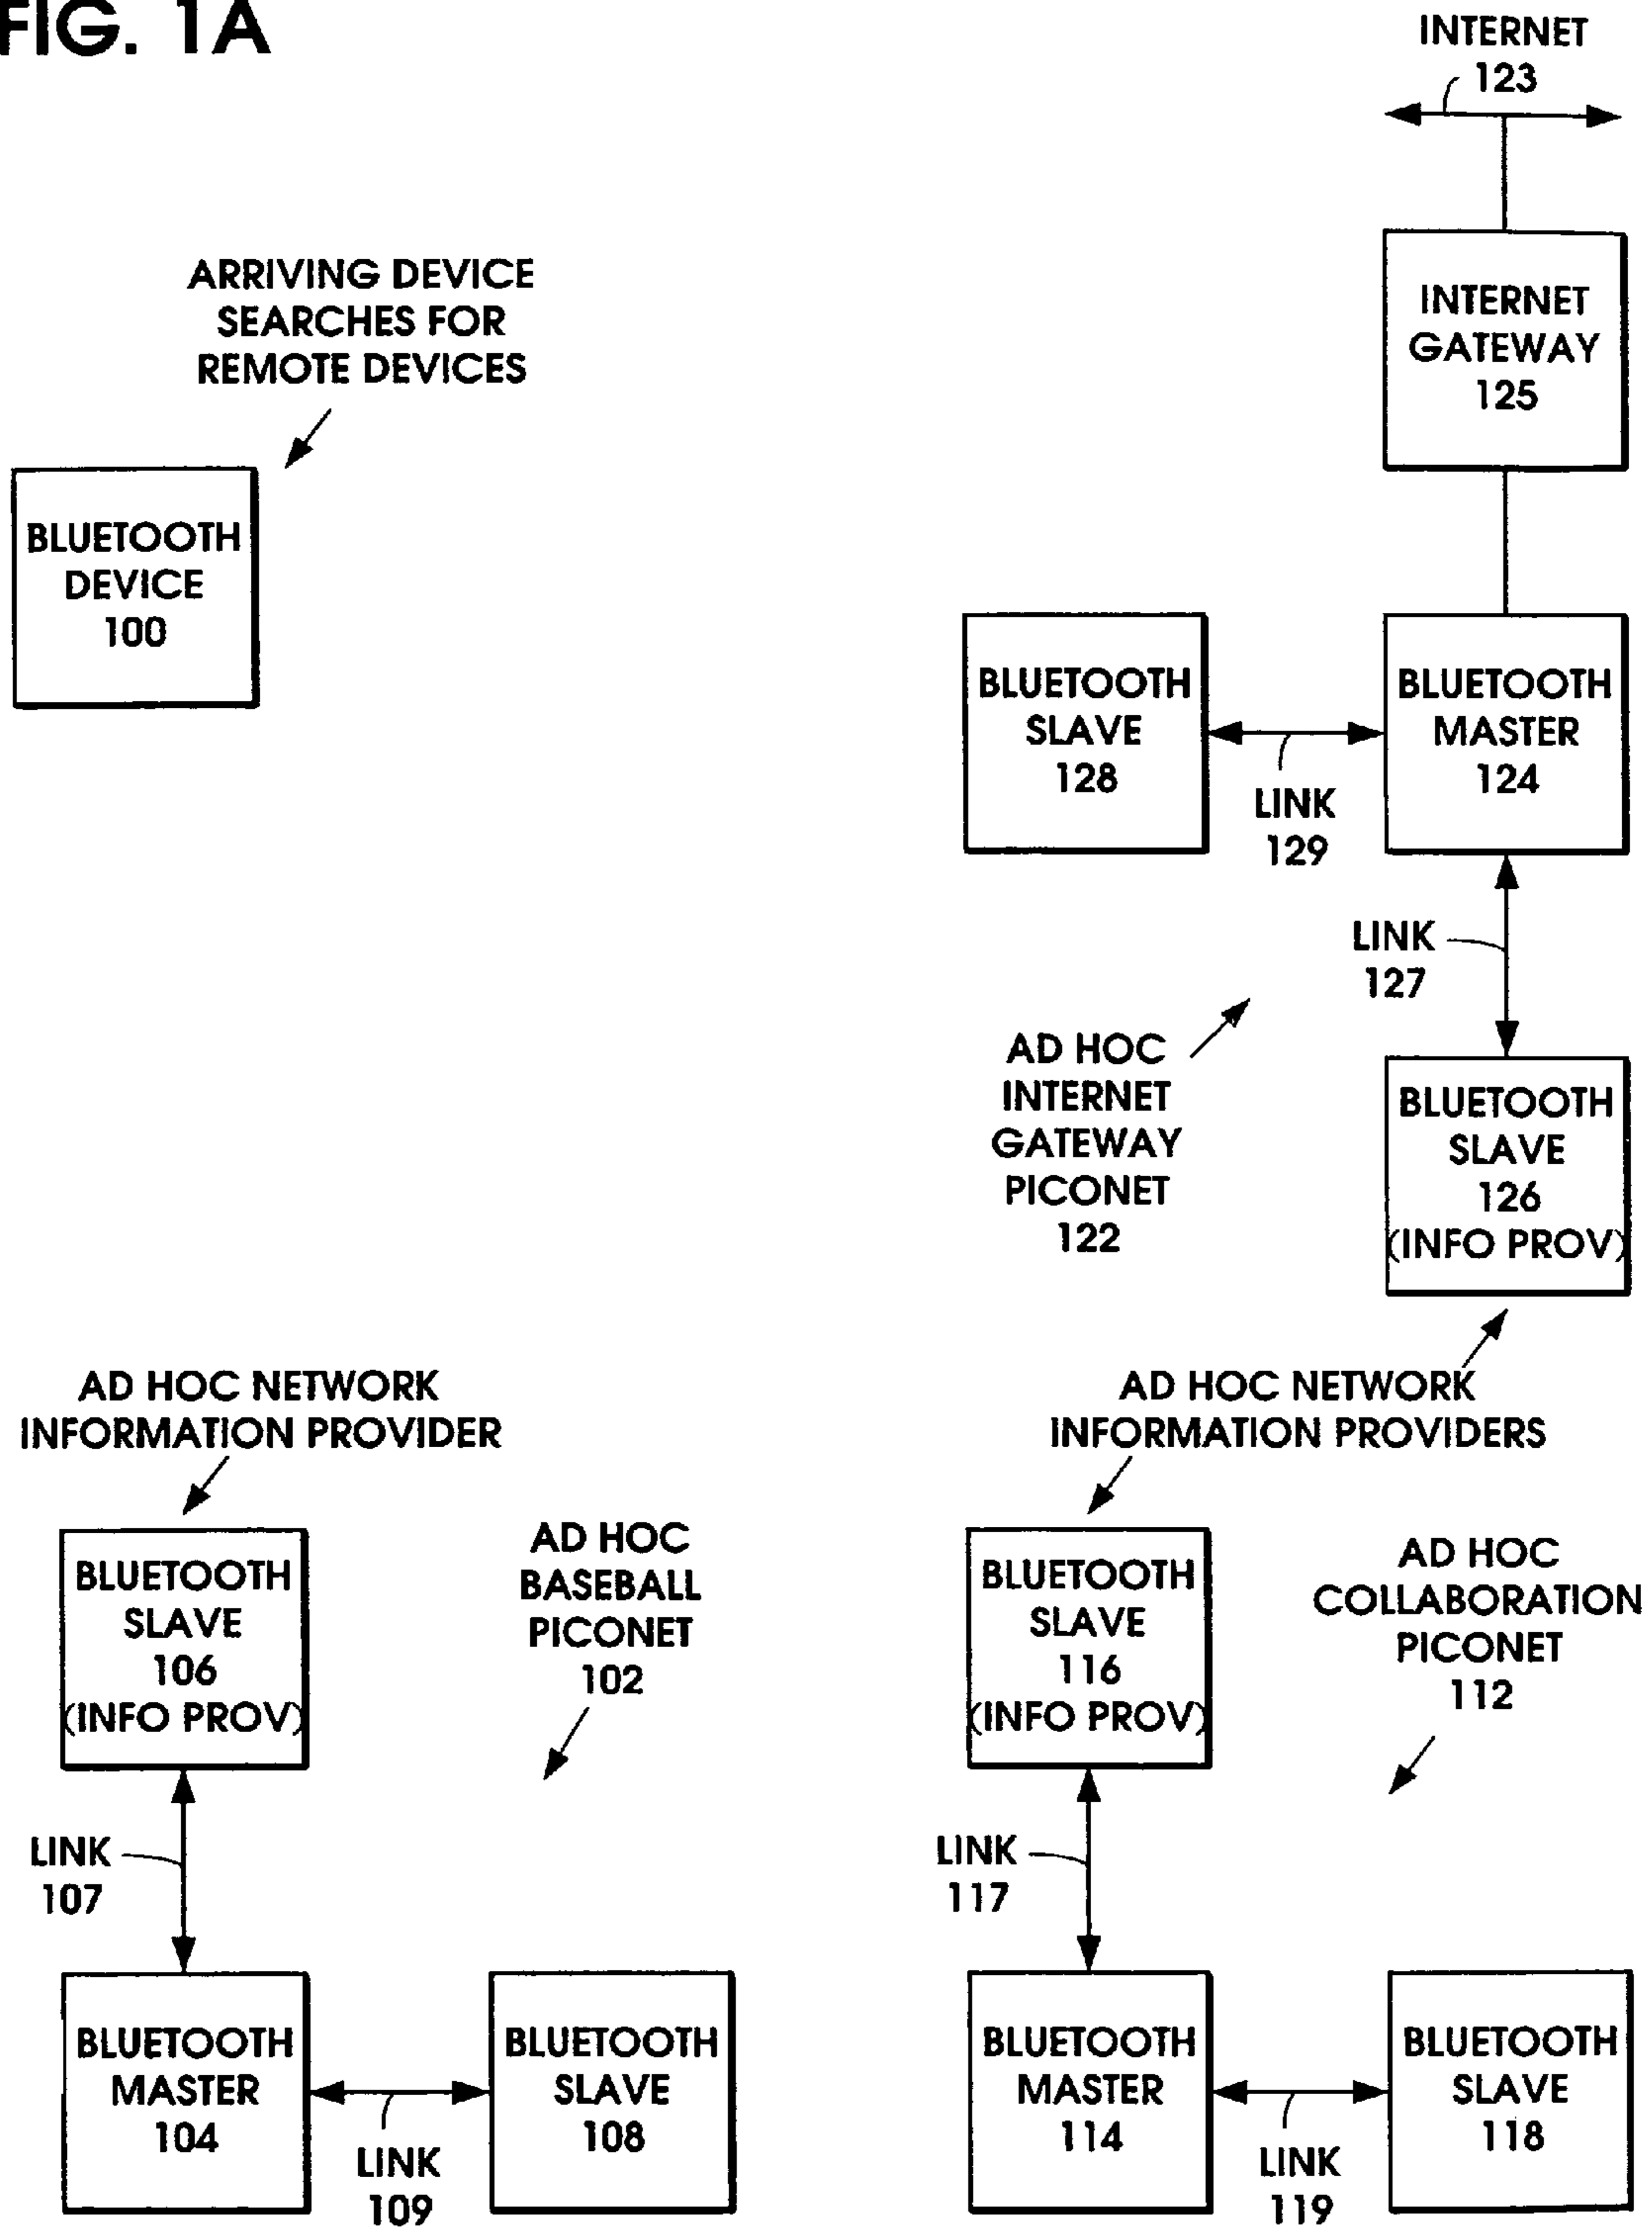 FIG. 1A
INTERNET
123
INTERNET
GATEWAY
125
ARRIVING DEVICE
SEARCHES FOR
REMOTE DEVICES
BLUETOOTH
DEVICE
100
BLUETOOTH
SLAVE
128
BLUETOOTH
MASTER
124
LINK
129
LINK
127
AD HOC
INTERNET
GATEWAY
PICONET
122
BLUETOOTH
SLAVE
126
(INFO PROV)
AD HOC NETWORK
INFORMATION PROVIDER
AD HOC NETWORK
INFORMATION PROVIDERS
BLUETOOTH
SLAVE
106
(INFO PROV)
AD HOC
BASEBALL
PICONET
102
BLUETOOTH
SLAVE
116
(INFO PROV)
AD HOC
COLLABORATION
PICONET
112
LINK
107
LINK
117
BLUETOOTH
MASTER
104
LINK
109
BLUETOOTH
SLAVE
108
BLUETOOTH
MASTER
114
LINK
119
BLUETOOTH
SLAVE
118